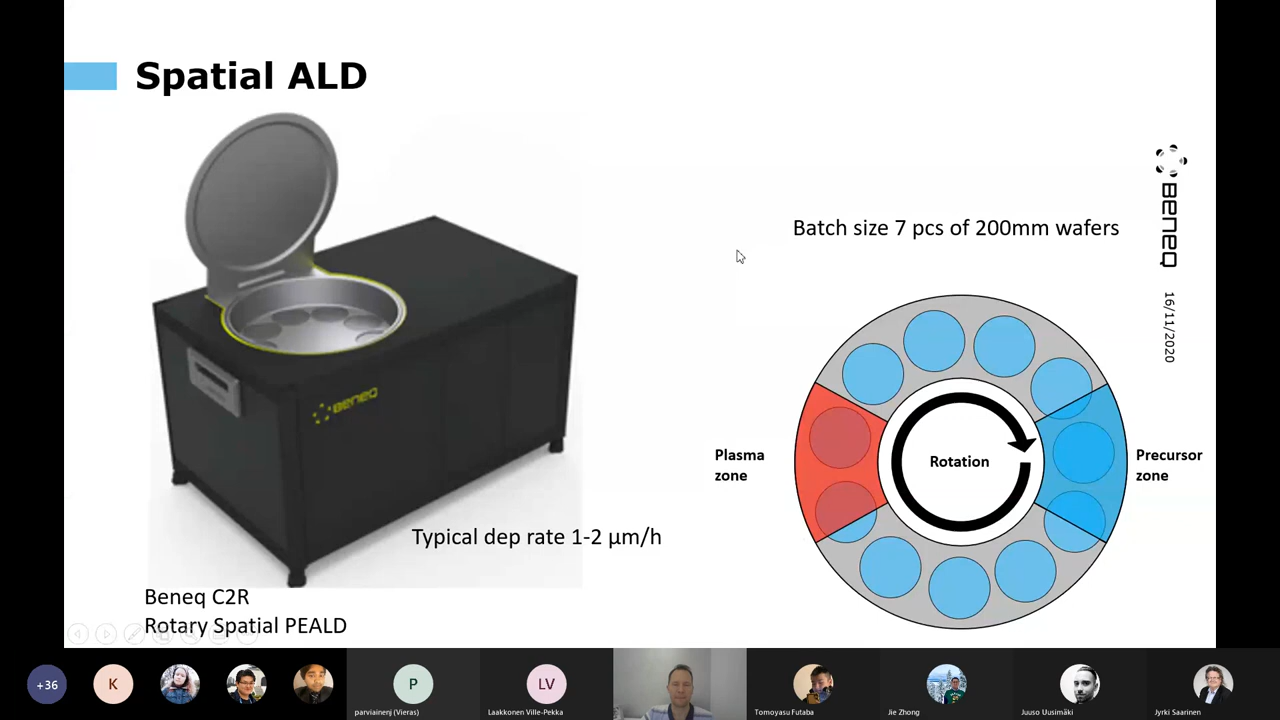 Spatial ALD
Batch size 7 pcs of 200mm wafers
BENEQ
16/11/2020
BENEQ
Plasma
zone
Rotation
Precursor
zone
Typical dep rate 1-2 µm/h
Beneq C2R
Rotary Spatial PEALD
+36
K
P
parviainenj (Vieras)
LV
Laakkonen Ville-Pekka
Tomoyasu Futaba
Jie Zhong
Juuso Uusimäki
Jyrki Saarinen